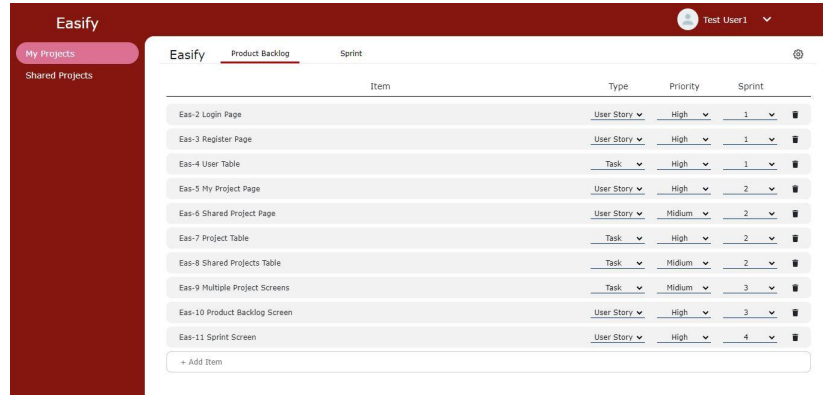 Easify
Test User1
My Projects
Shared Projects
Easify Product Backlog Sprint
Item Type Priority Sprint
Eas-2 Login Page User Story High 1
Eas-3 Register Page User Story High 1
Eas-4 User Table Task High 1
Eas-5 My Project Page User Story High 2
Eas-6 Shared Project Page User Story Midium 2
Eas-7 Project Table Task High 2
Eas-8 Shared Projects Table Task Midium 2
Eas-9 Multiple Project Screens Task Midium 3
Eas-10 Product Backlog Screen User Story High 3
Eas-11 Sprint Screen User Story High 4
+ Add Item